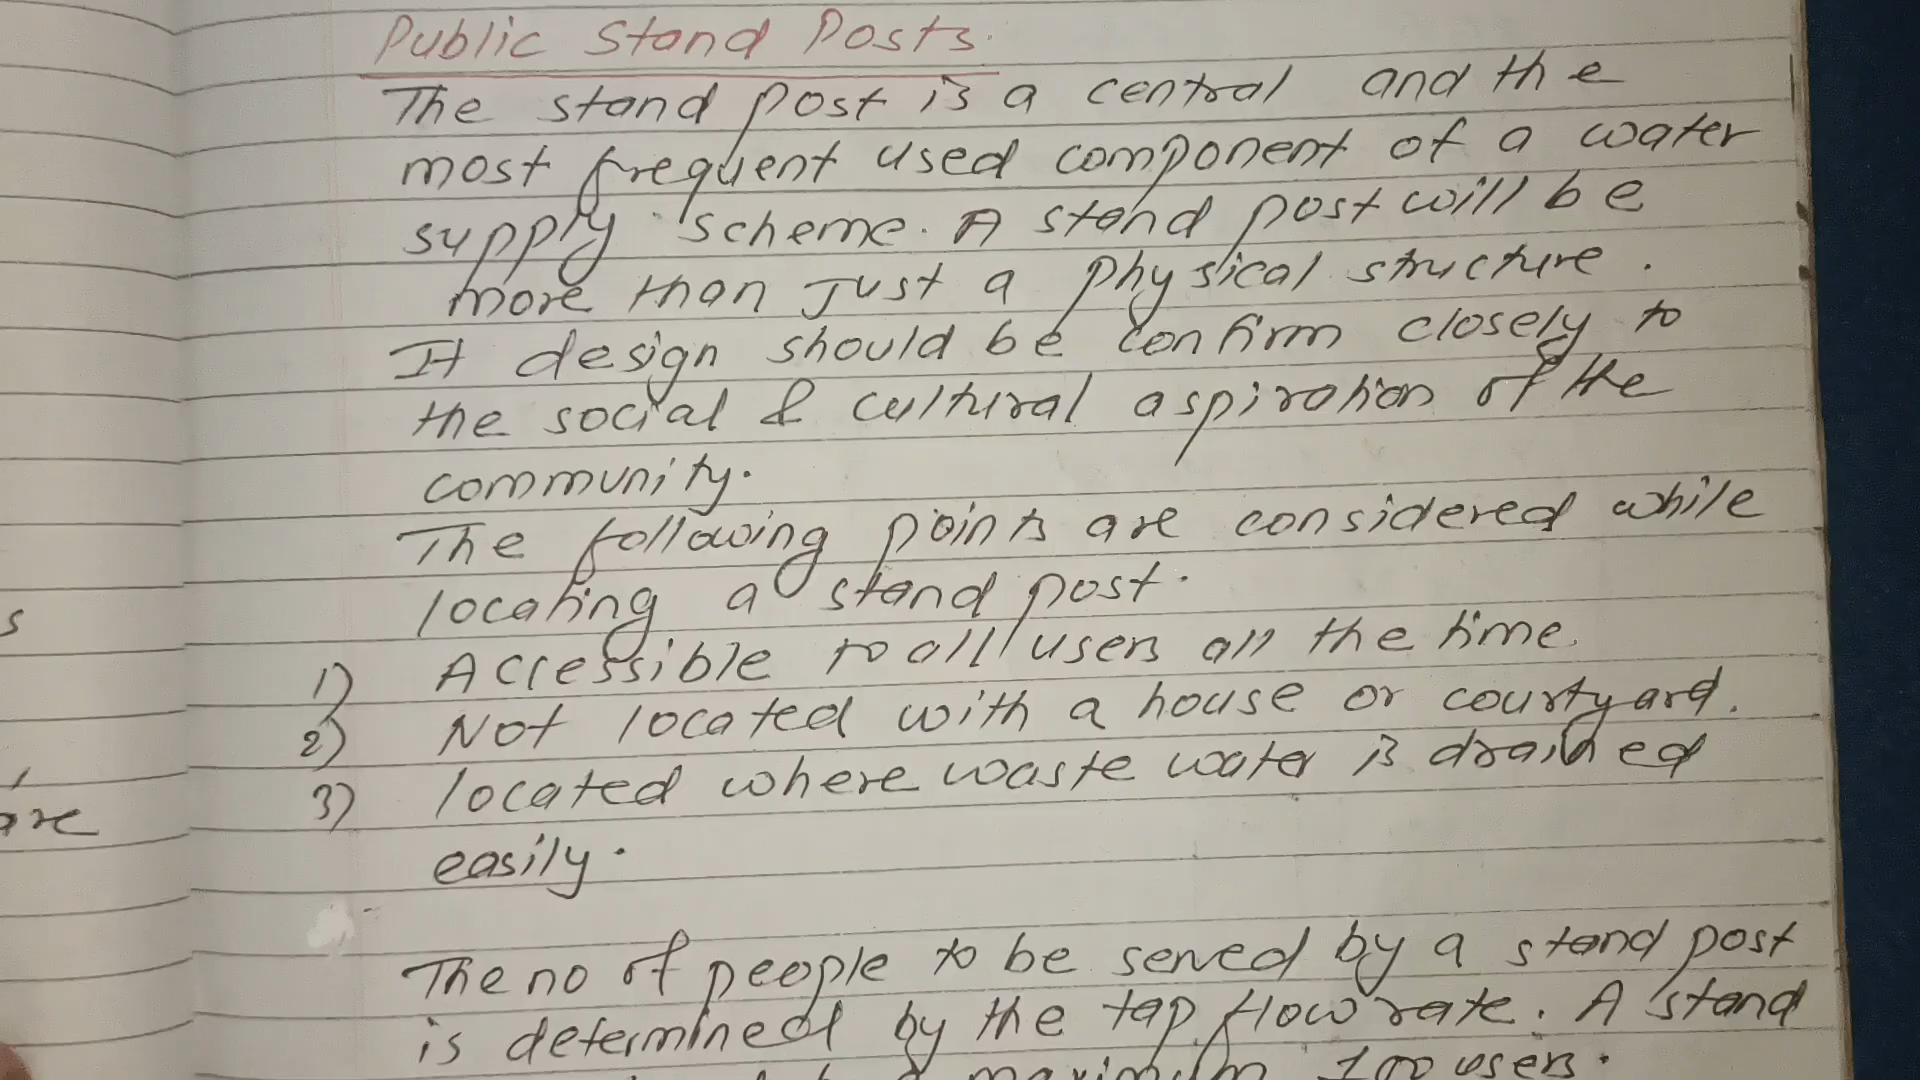 Public Stand Posts.
The stand post is a central and the
most frequent used component of a water
supply scheme. A stand post will be
more than Just a physical structure.
It design should be confirm closely to
the social & cultural aspiration of the
community.
The following points are considered while
locating a stand post.
1) Accessible to all users all the time.
2) Not located with a house or courtyard.
3) located where waste water is drained
easily.
s
are
The no of people to be served by a stand post
is determined by the tap flow rate. A stand
maximum 100 users.